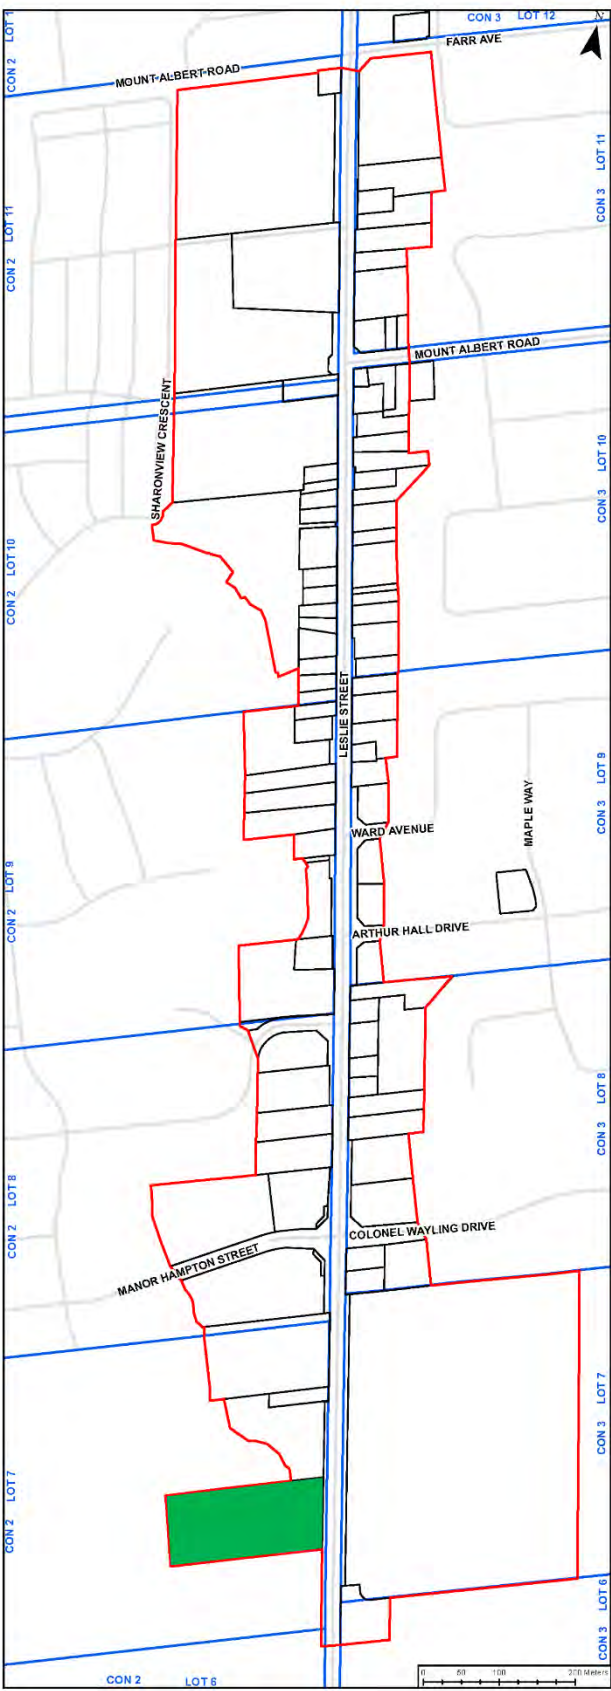 CON 3 LOT 12
N
FARR AVE
CON 2 LOT 1
MOUNT ALBERT ROAD
CON 3 LOT 11
CON 2 LOT 11
MOUNT ALBERT ROAD
SHARONVIEW CRESCENT
CON 3 LOT 10
CON 2 LOT 10
LESLIE STREET
CON 3 LOT 9
MAPLE WAY
WARD AVENUE
CON 2 LOT 9
ARTHUR HALL DRIVE
CON 3 LOT 8
CON 2 LOT 8
COLONEL WAYLING DRIVE
MANOR HAMPTON STREET
CON 3 LOT 7
CON 2 LOT 7
CON 3 LOT 6
CON 2 LOT 6
0 50 100 200 Meters